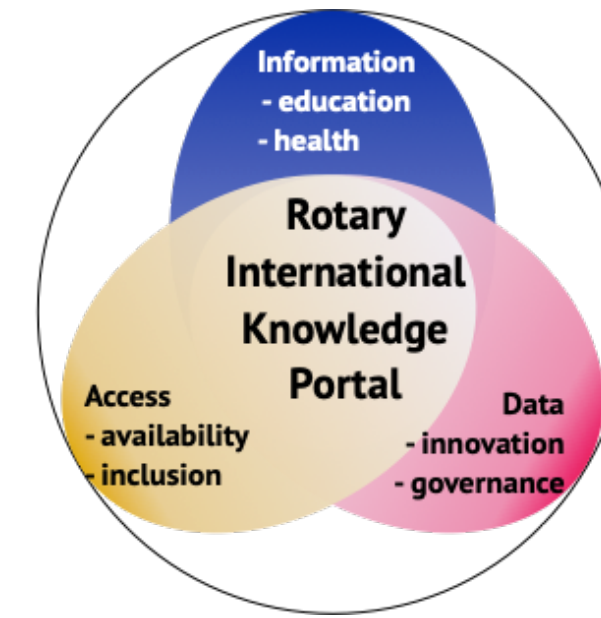 Information
- education
- health
Rotary
International
Knowledge
Portal
Access
- availability
- inclusion
Data
- innovation
- governance